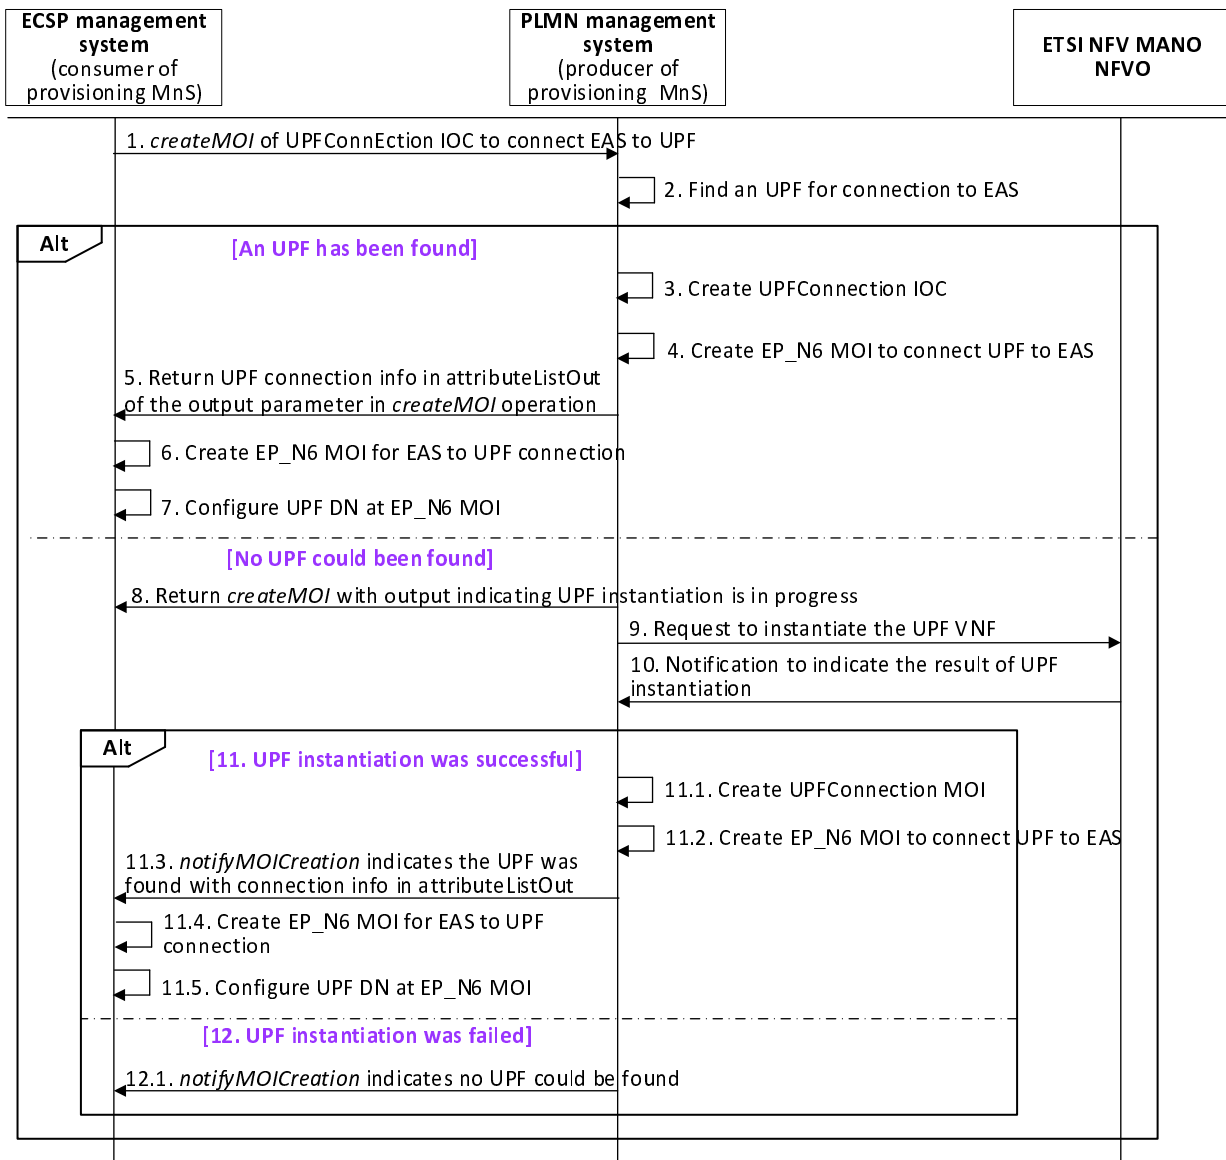 ECSP management
system
(consumer of
provisioning MnS)
PLMN management
system
(producer of
provisioning MnS)
ETSI NFV MANO
NFVO
1. createMOI of UPFConnEction IOC to connect EAS to UPF
2. Find an UPF for connection to EAS
Alt
[An UPF has been found]
3. Create UPFConnection IOC
4. Create EP_N6 MOI to connect UPF to EAS
5. Return UPF connection info in attributeListOut
of the output parameter in createMOI operation
6. Create EP_N6 MOI for EAS to UPF connection
7. Configure UPF DN at EP_N6 MOI
[No UPF could been found]
8. Return createMOI with output indicating UPF instantiation is in progress
9. Request to instantiate the UPF VNF
10. Notification to indicate the result of UPF
instantiation
Alt
[11. UPF instantiation was successful]
11.1. Create UPFConnection MOI
11.2. Create EP_N6 MOI to connect UPF to EAS
11.3. notifyMOICreation indicates the UPF was
found with connection info in attributeListOut
11.4. Create EP_N6 MOI for EAS to UPF
connection
11.5. Configure UPF DN at EP_N6 MOI
[12. UPF instantiation was failed]
12.1. notifyMOICreation indicates no UPF could be found